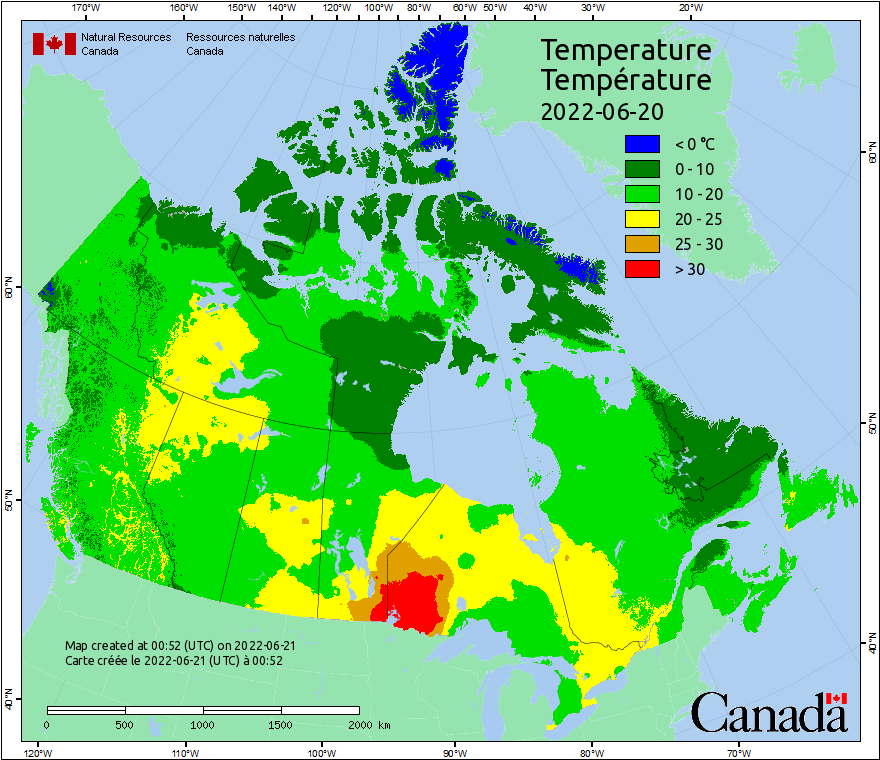 170°W 160°W 150°W 140°W 130°W 120°W 110°W 100°W 80°W 60°W 50°W 40°W 30°W 20°W
Natural Resources Ressources naturelles
Canada Canada
Temperature
Température
2022-06-20
< 0 °C
0 - 10
10 - 20
20 - 25
25 - 30
> 30
60°N
60°N
50°N
50°N
40°N
40°N
Map created at 00:52 (UTC) on 2022-06-21
Carte créée le 2022-06-21 (UTC) à 00:52
0 500 1000 1500 2000 km
Canada
120°W 110°W 100°W 90°W 80°W 70°W